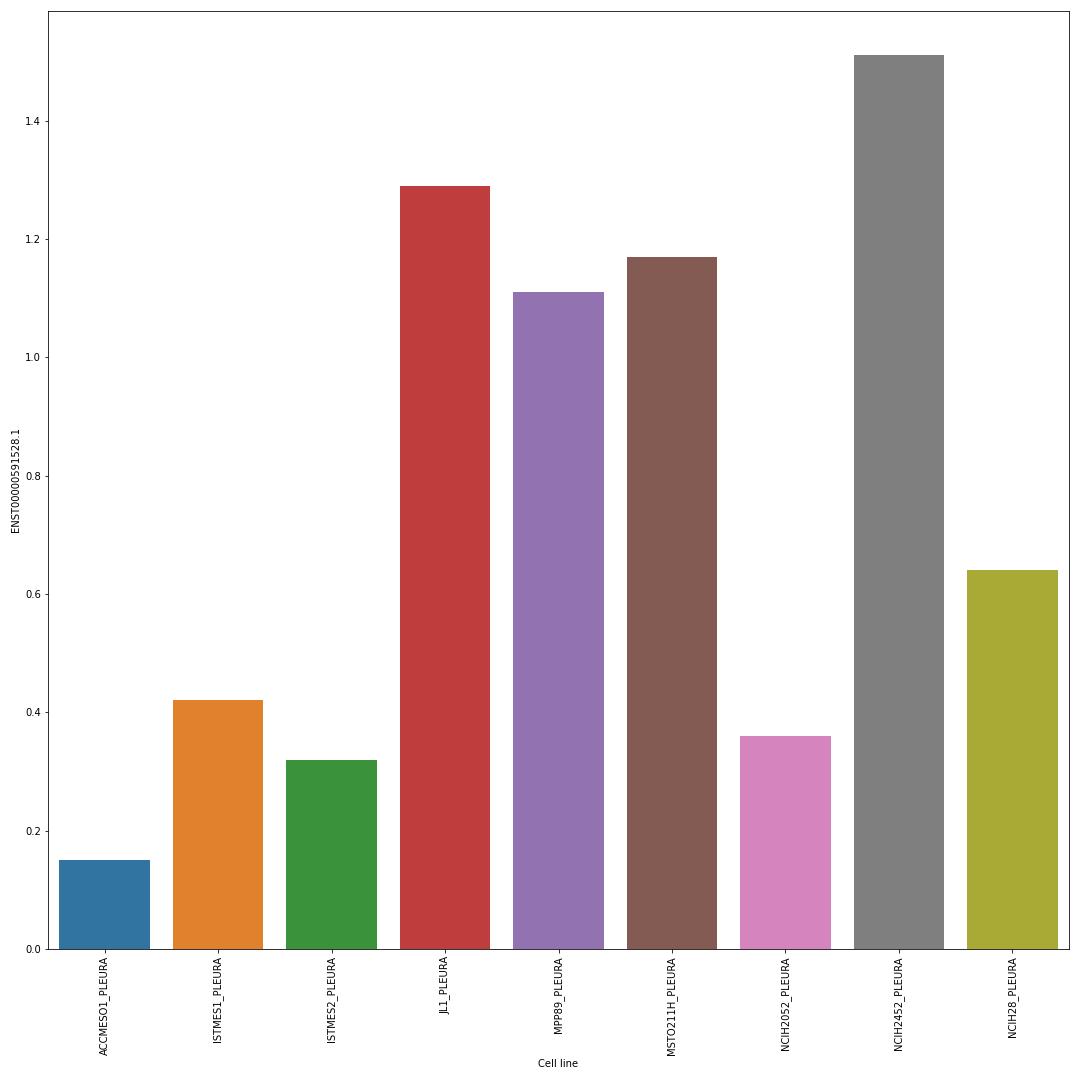 ENST00000591528.1
1.4
1.2
1.0
0.8
0.6
0.4
0.2
0.0
ACCMESO1_PLEURA
ISTMES1_PLEURA
ISTMES2_PLEURA
JL1_PLEURA
MPP89_PLEURA
MSTO211H_PLEURA
NCIH2052_PLEURA
NCIH2452_PLEURA
NCIH28_PLEURA
Cell line